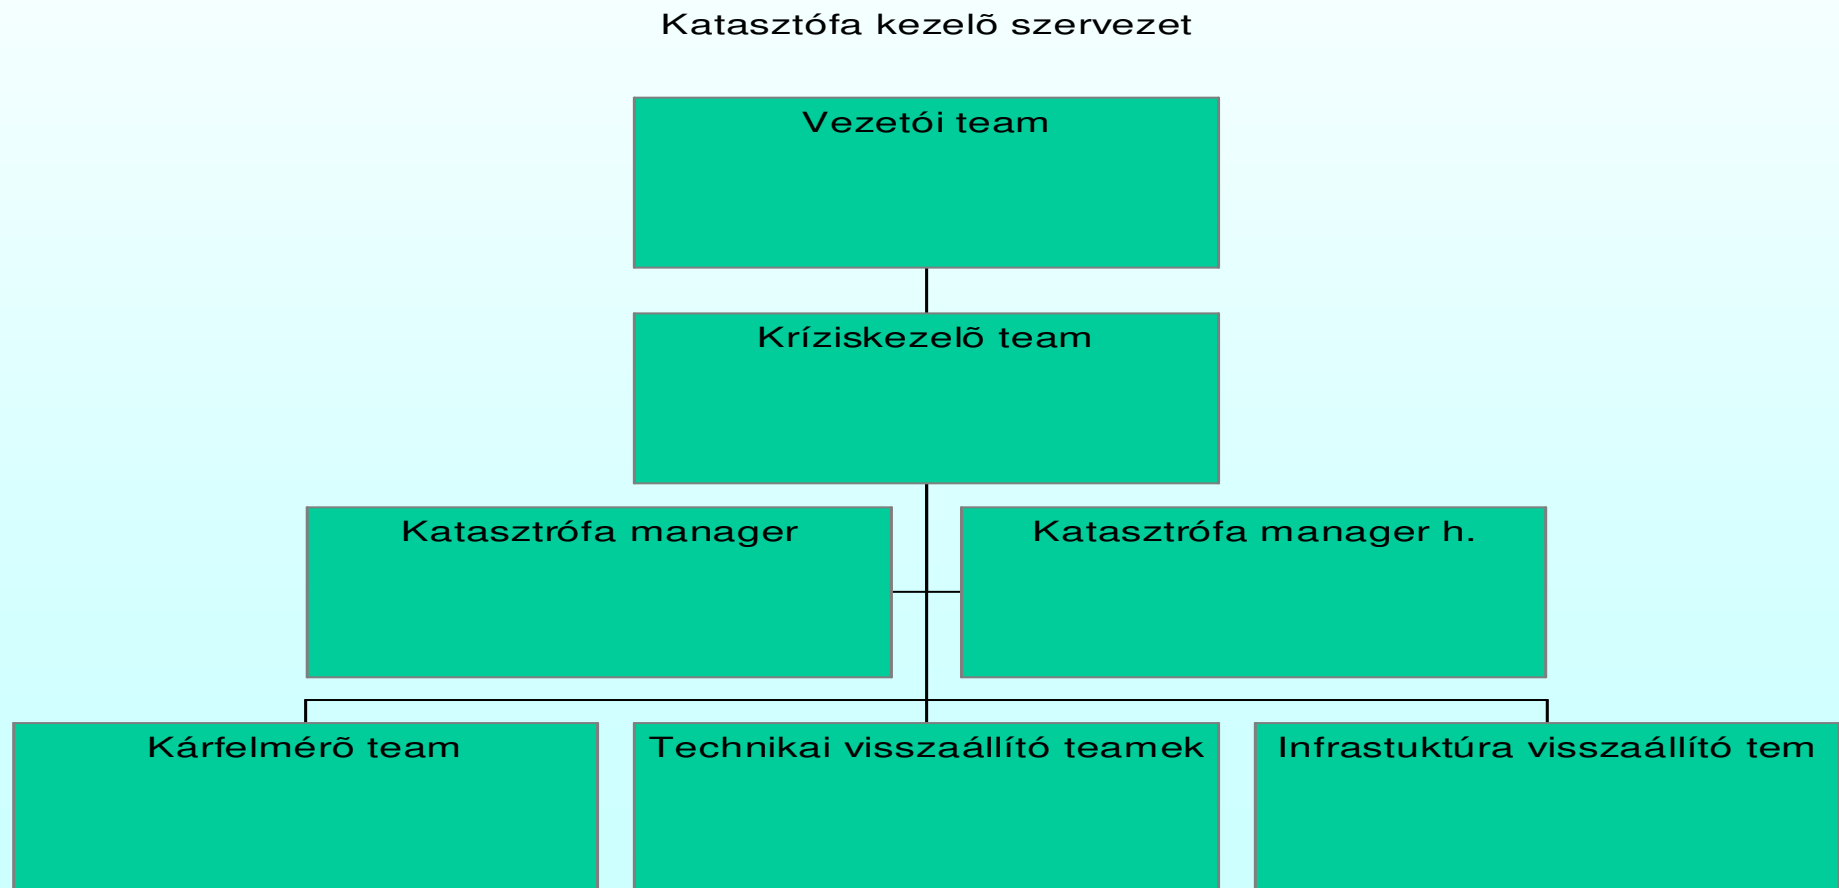 Katasztófa kezelõ szervezet
Vezetói team
Kríziskezelõ team
Katasztrófa manager
Katasztrófa manager h.
Kárfelmérõ team
Technikai visszaállító teamek
Infrastuktúra visszaállító tem